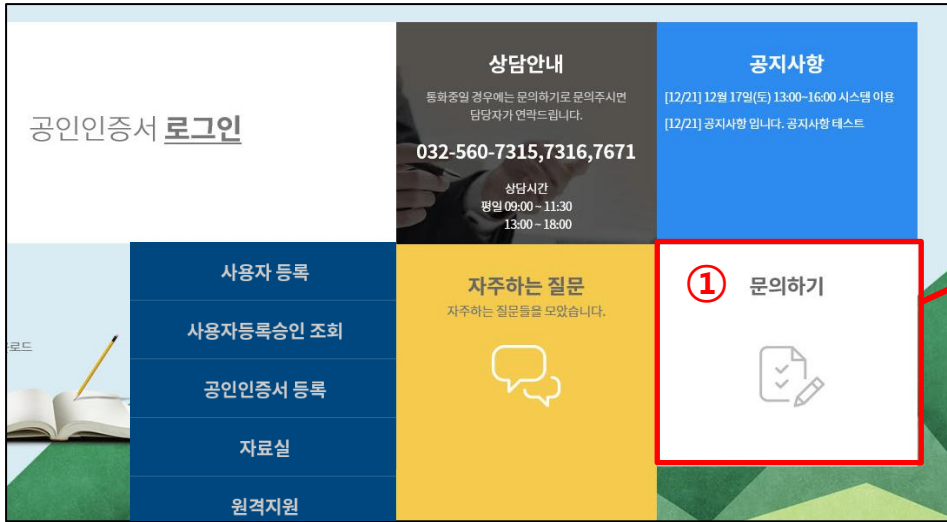 공인인증서 로그인
상담안내
통화중일 경우에는 문의하기로 문의주시면
담당자가 연락드립니다.
032-560-7315,7316,7671
상담시간
평일 09:00 ~ 11:30
13:00 ~ 18:00
공지사항
[12/21] 12월 17일(토) 13:00~16:00 시스템 이용
[12/21] 공지사항 입니다. 공지사항 테스트
로드
사용자 등록
사용자등록승인 조회
공인인증서 등록
자료실
원격지원
자주하는 질문
자주하는 질문들을 모았습니다.
① 문의하기